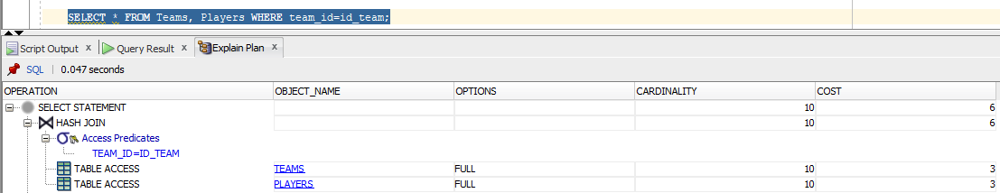 SELECT * FROM Teams, Players WHERE team_id=id_team;
Script Output x Query Result x Explain Plan x
SQL | 0.047 seconds
OPERATION OBJECT_NAME OPTIONS CARDINALITY COST
SELECT STATEMENT 10 6
HASH JOIN 10 6
Access Predicates
TEAM_ID=ID_TEAM
TABLE ACCESS TEAMS FULL 10 3
TABLE ACCESS PLAYERS FULL 10 3